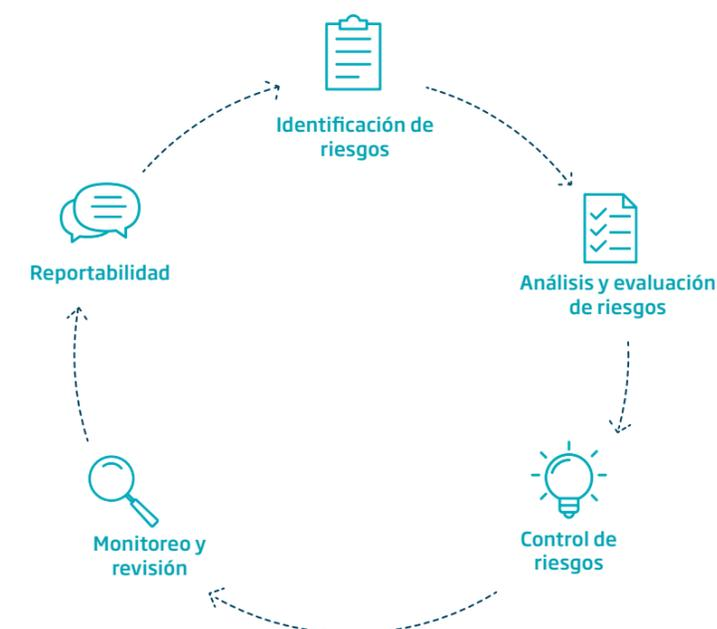 Identificación de
riesgos
Análisis y evaluación
de riesgos
Control de
riesgos
Monitoreo y
revisión
Reportabilidad